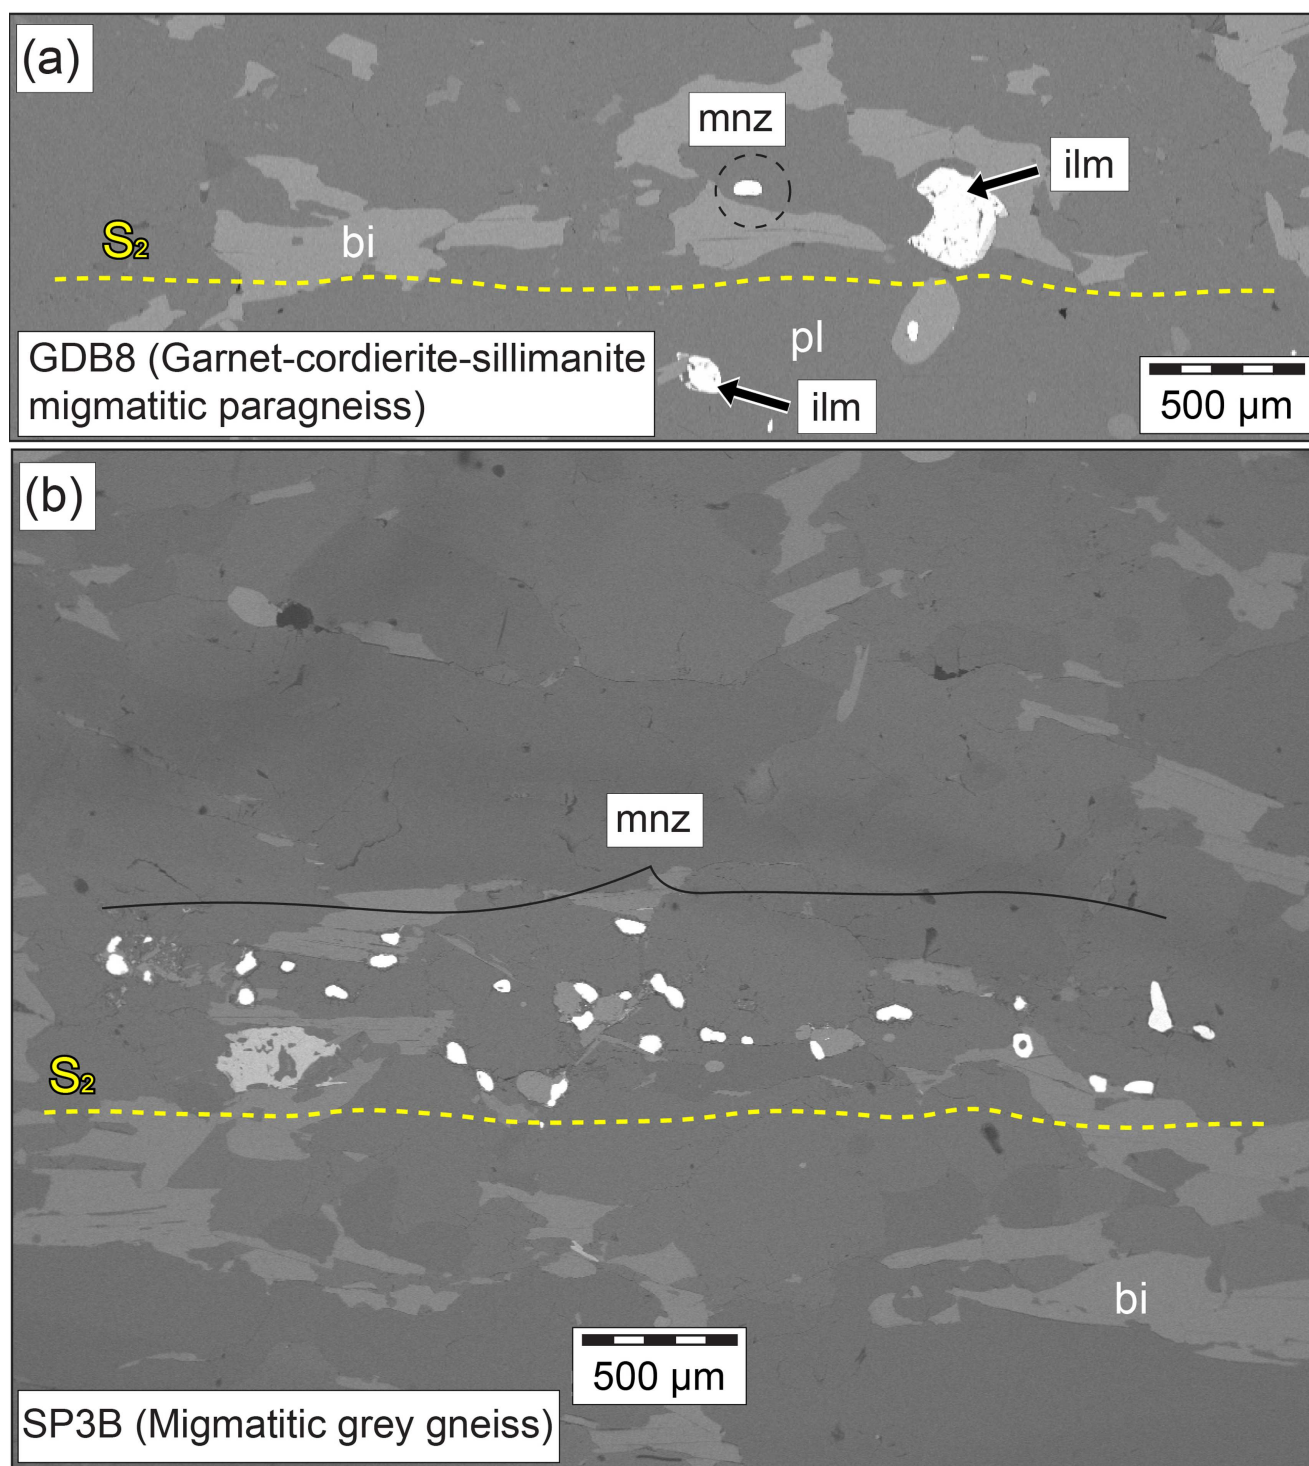 (a)
mnz
ilm
S₂
bi
pl
ilm
GDB8 (Garnet-cordierite-sillimanite
migmatitic paragneiss)
500 µm
(b)
mnz
S₂
bi
500 µm
SP3B (Migmatitic grey gneiss)